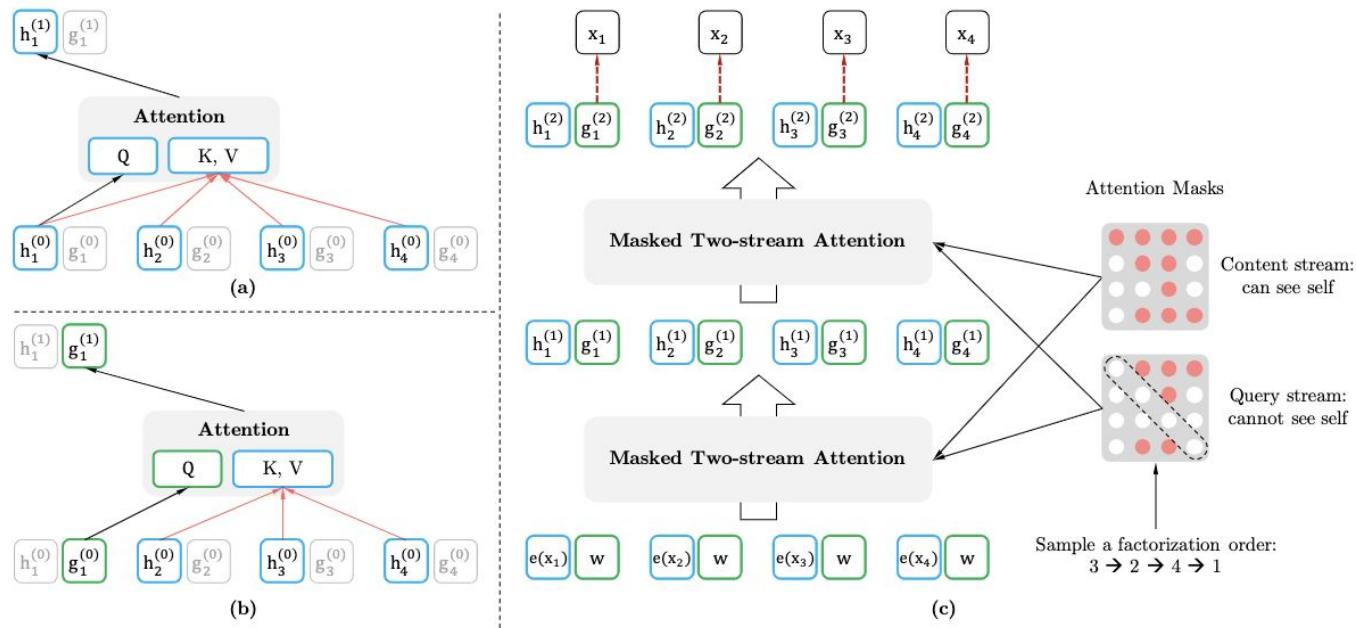 h₁⁽¹⁾ g₁⁽¹⁾
Attention
Q K, V
h₁⁽⁰⁾ g₁⁽⁰⁾ h₂⁽⁰⁾ g₂⁽⁰⁾ h₃⁽⁰⁾ g₃⁽⁰⁾ h₄⁽⁰⁾ g₄⁽⁰⁾
(a)
h₁⁽¹⁾ g₁⁽¹⁾
Attention
Q K, V
h₁⁽⁰⁾ g₁⁽⁰⁾ h₂⁽⁰⁾ g₂⁽⁰⁾ h₃⁽⁰⁾ g₃⁽⁰⁾ h₄⁽⁰⁾ g₄⁽⁰⁾
(b)
x₁ x₂ x₃ x₄
h₁⁽²⁾ g₁⁽²⁾ h₂⁽²⁾ g₂⁽²⁾ h₃⁽²⁾ g₃⁽²⁾ h₄⁽²⁾ g₄⁽²⁾
Masked Two-stream Attention
h₁⁽¹⁾ g₁⁽¹⁾ h₂⁽¹⁾ g₂⁽¹⁾ h₃⁽¹⁾ g₃⁽¹⁾ h₄⁽¹⁾ g₄⁽¹⁾
Masked Two-stream Attention
e(x₁) w e(x₂) w e(x₃) w e(x₄) w
(c)
Attention Masks
Content stream:
can see self
Query stream:
cannot see self
Sample a factorization order:
3 → 2 → 4 → 1